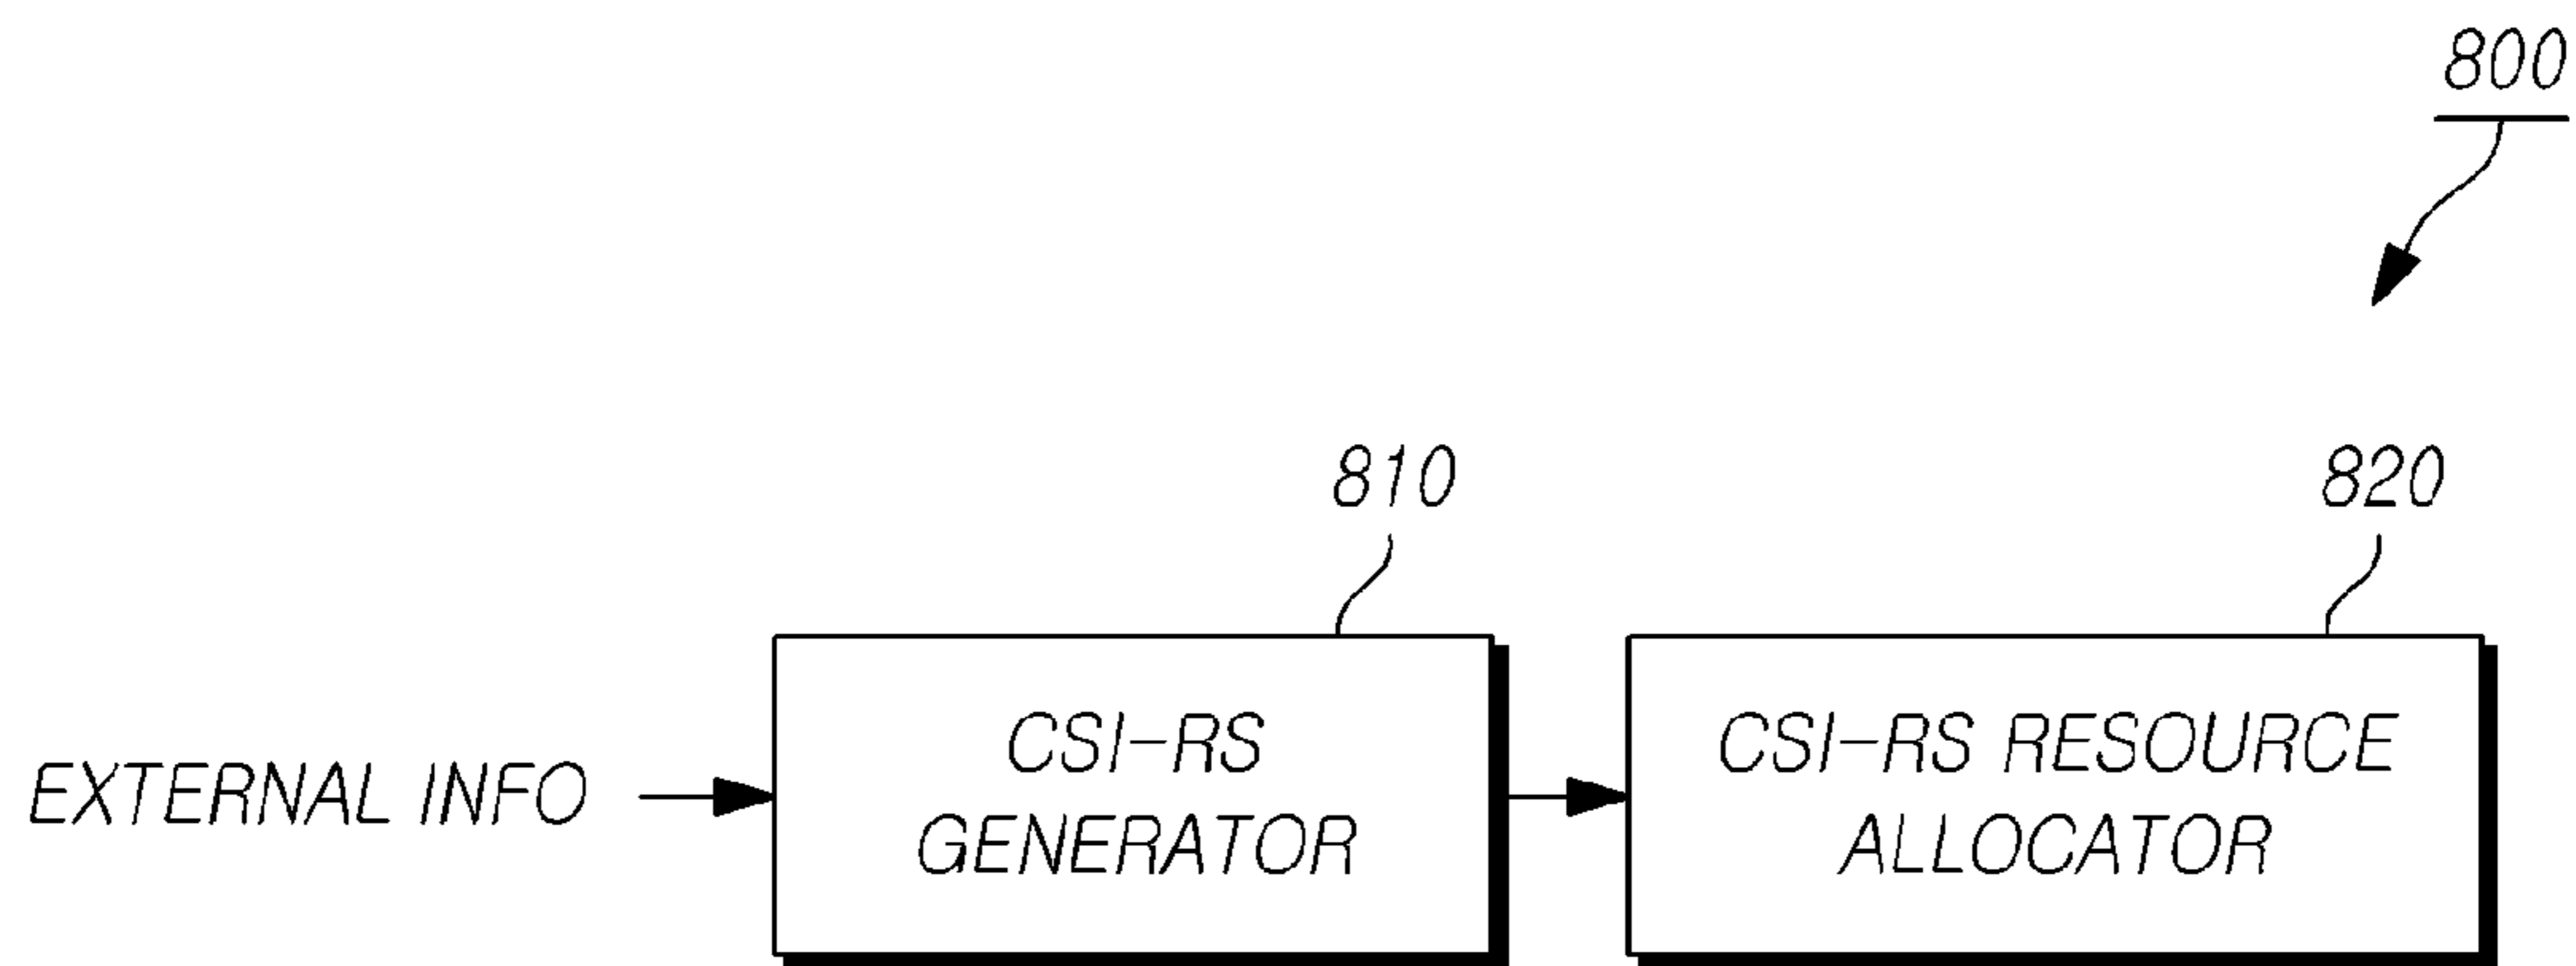 800
810
820
EXTERNAL INFO
CSI-RS
GENERATOR
CSI-RS RESOURCE
ALLOCATOR